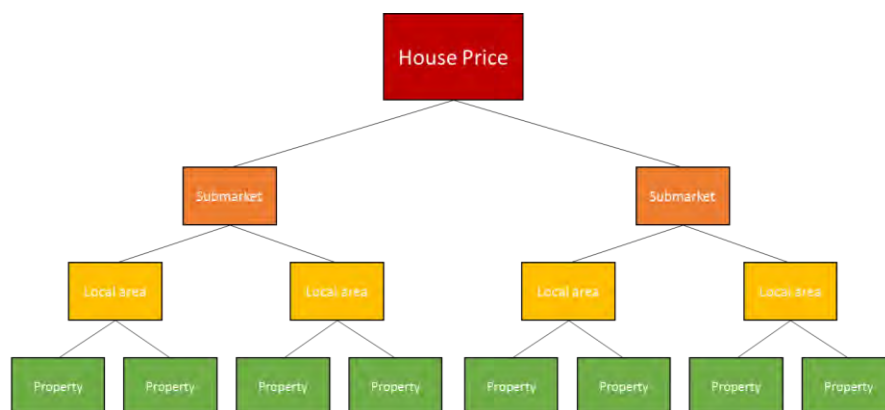 House Price
Submarket
Submarket
Local area
Local area
Local area
Local area
Property
Property
Property
Property
Property
Property
Property
Property